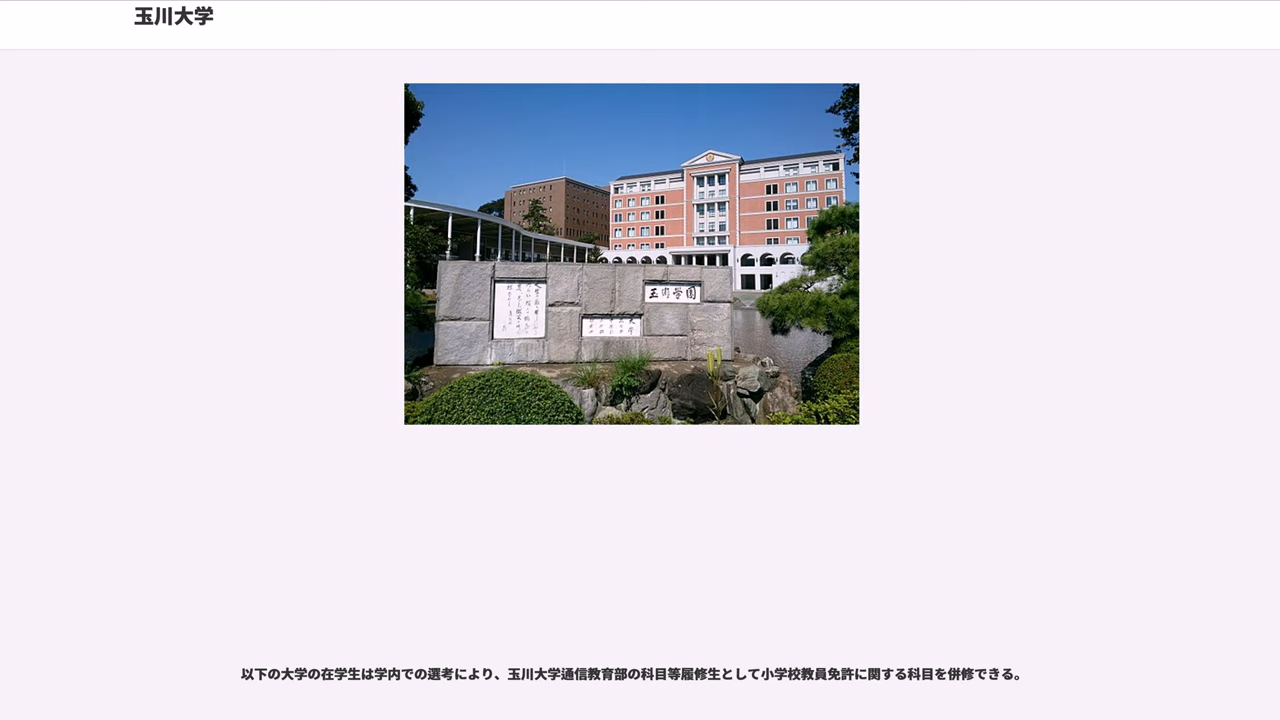 玉川大学
玉川学園
以下の大学の在学生は学内での選考により、玉川大学通信教育部の科目等履修生として小学校教員免許に関する科目を併修できる。